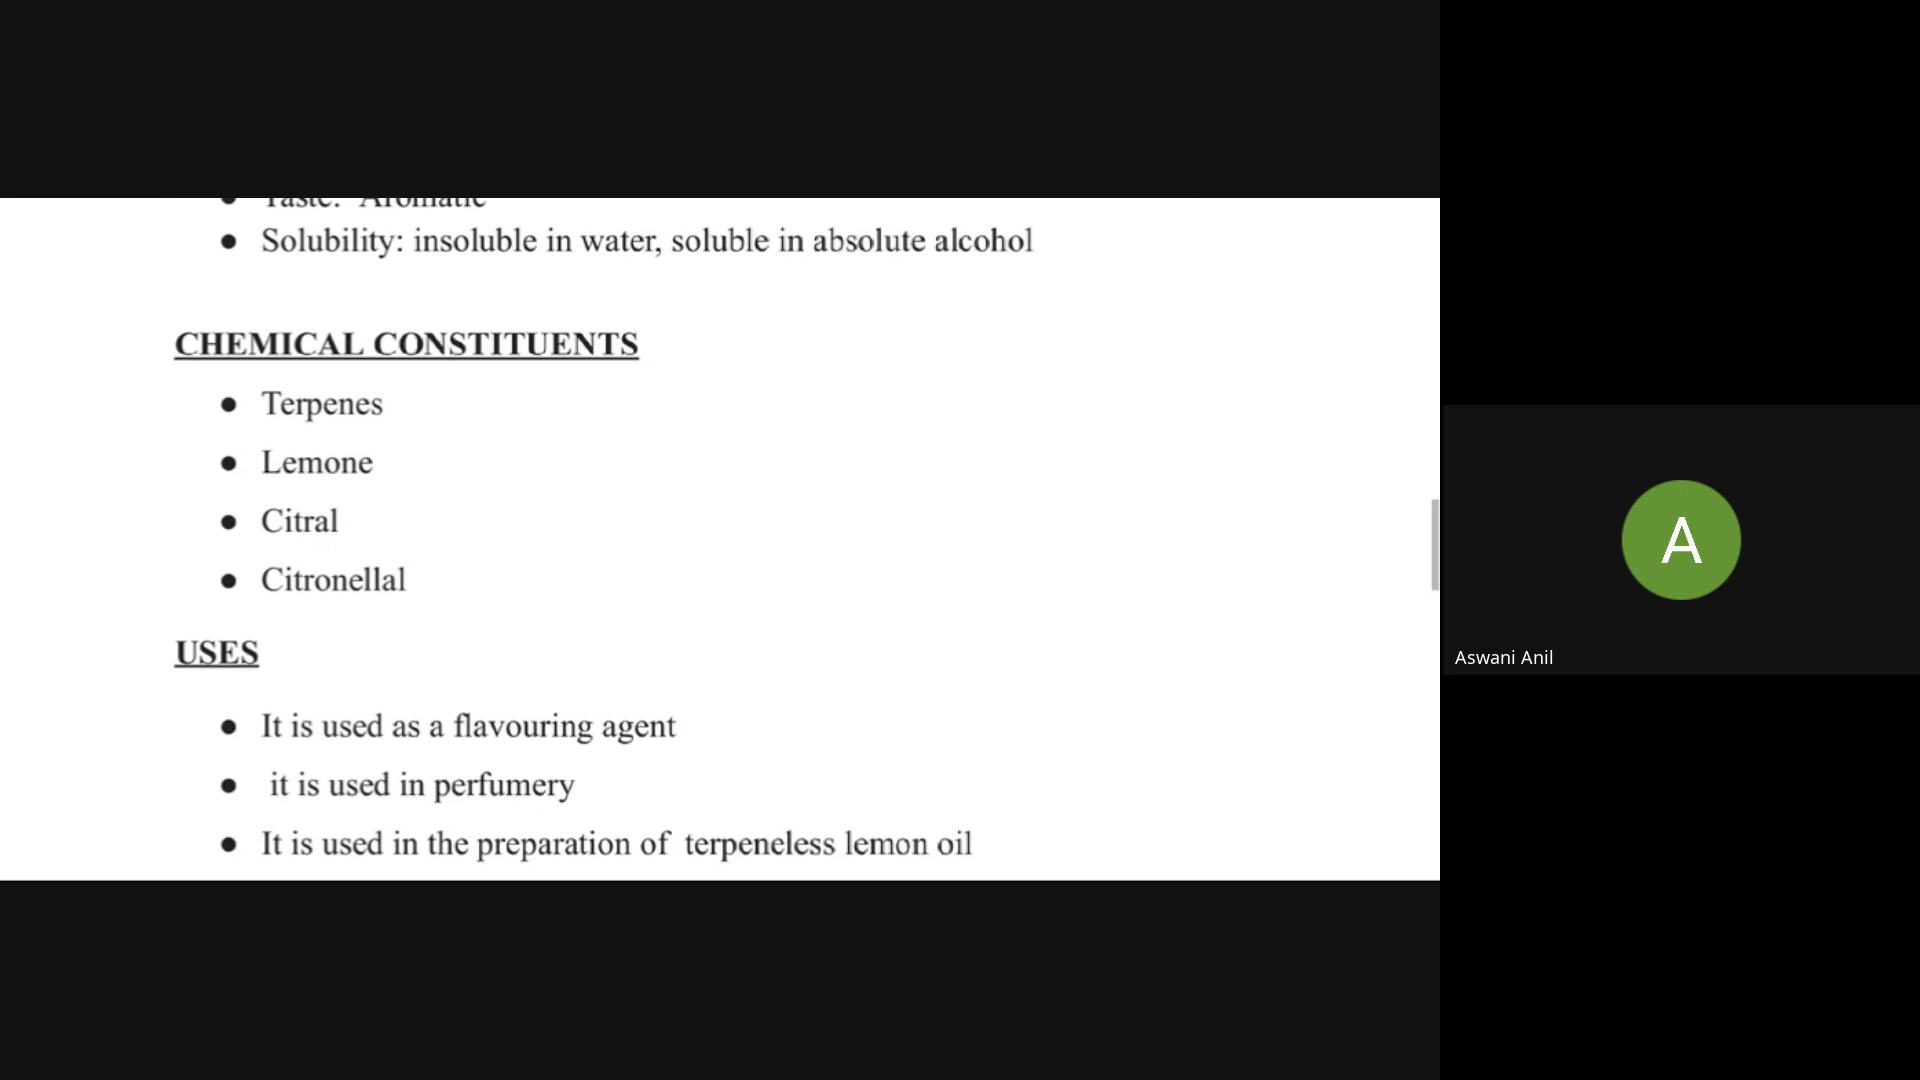 ● Taste: Aromatic
● Solubility: insoluble in water, soluble in absolute alcohol
CHEMICAL CONSTITUENTS
● Terpenes
● Lemone
● Citral
● Citronellal
USES
● It is used as a flavouring agent
● it is used in perfumery
● It is used in the preparation of terpeneless lemon oil
A
Aswani Anil